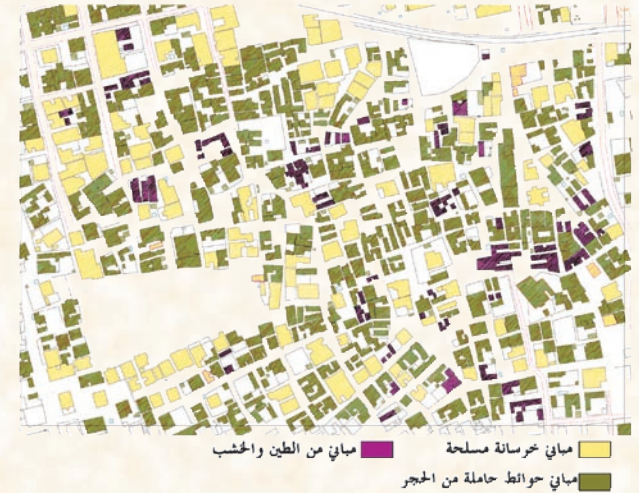 مباني خرسانة مسلحة
مباني من الطين والخشب
مباني حوائط حاملة من الحجر